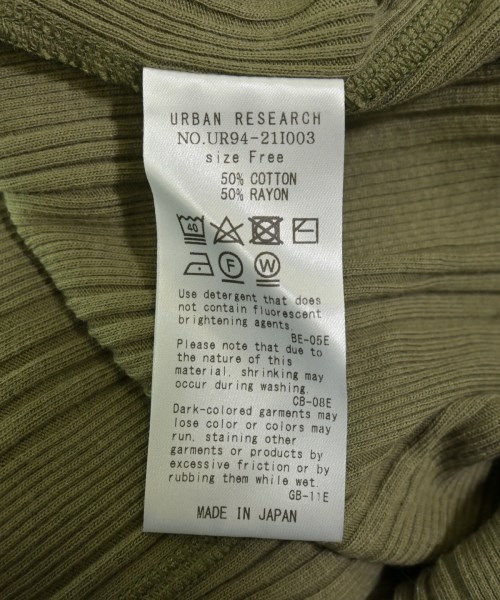 URBAN RESEARCH
NO.UR94-21I003
size Free
50% COTTON
50% RAYON
40
F W
Use detergent that does
not contain fluorescent
brightening agents.
BE-05E
Please note that due to
the nature of this
material, shrinking may
occur during washing.
CB-08E
Dark-colored garments may
lose color or colors may
run, staining other
garments or products by
excessive friction or by
rubbing them while wet.
GB-11E
MADE IN JAPAN